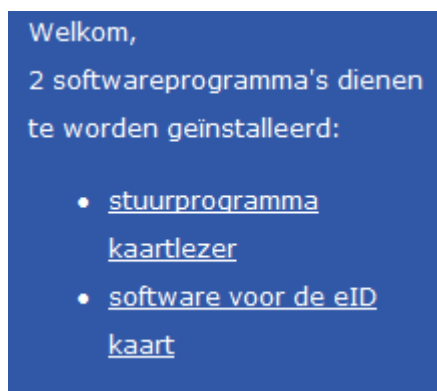 Welkom,
2 softwareprogramma's dienen
te worden geïnstalleerd:
• stuurprogramma
kaartlezer
• software voor de eID
kaart